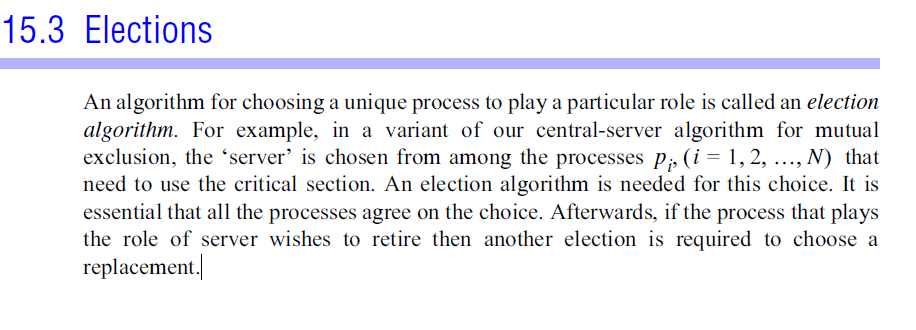 15.3 Elections
An algorithm for choosing a unique process to play a particular role is called an election
algorithm. For example, in a variant of our central-server algorithm for mutual
exclusion, the ‘server’ is chosen from among the processes pᵢ, (i = 1, 2, ..., N) that
need to use the critical section. An election algorithm is needed for this choice. It is
essential that all the processes agree on the choice. Afterwards, if the process that plays
the role of server wishes to retire then another election is required to choose a
replacement.